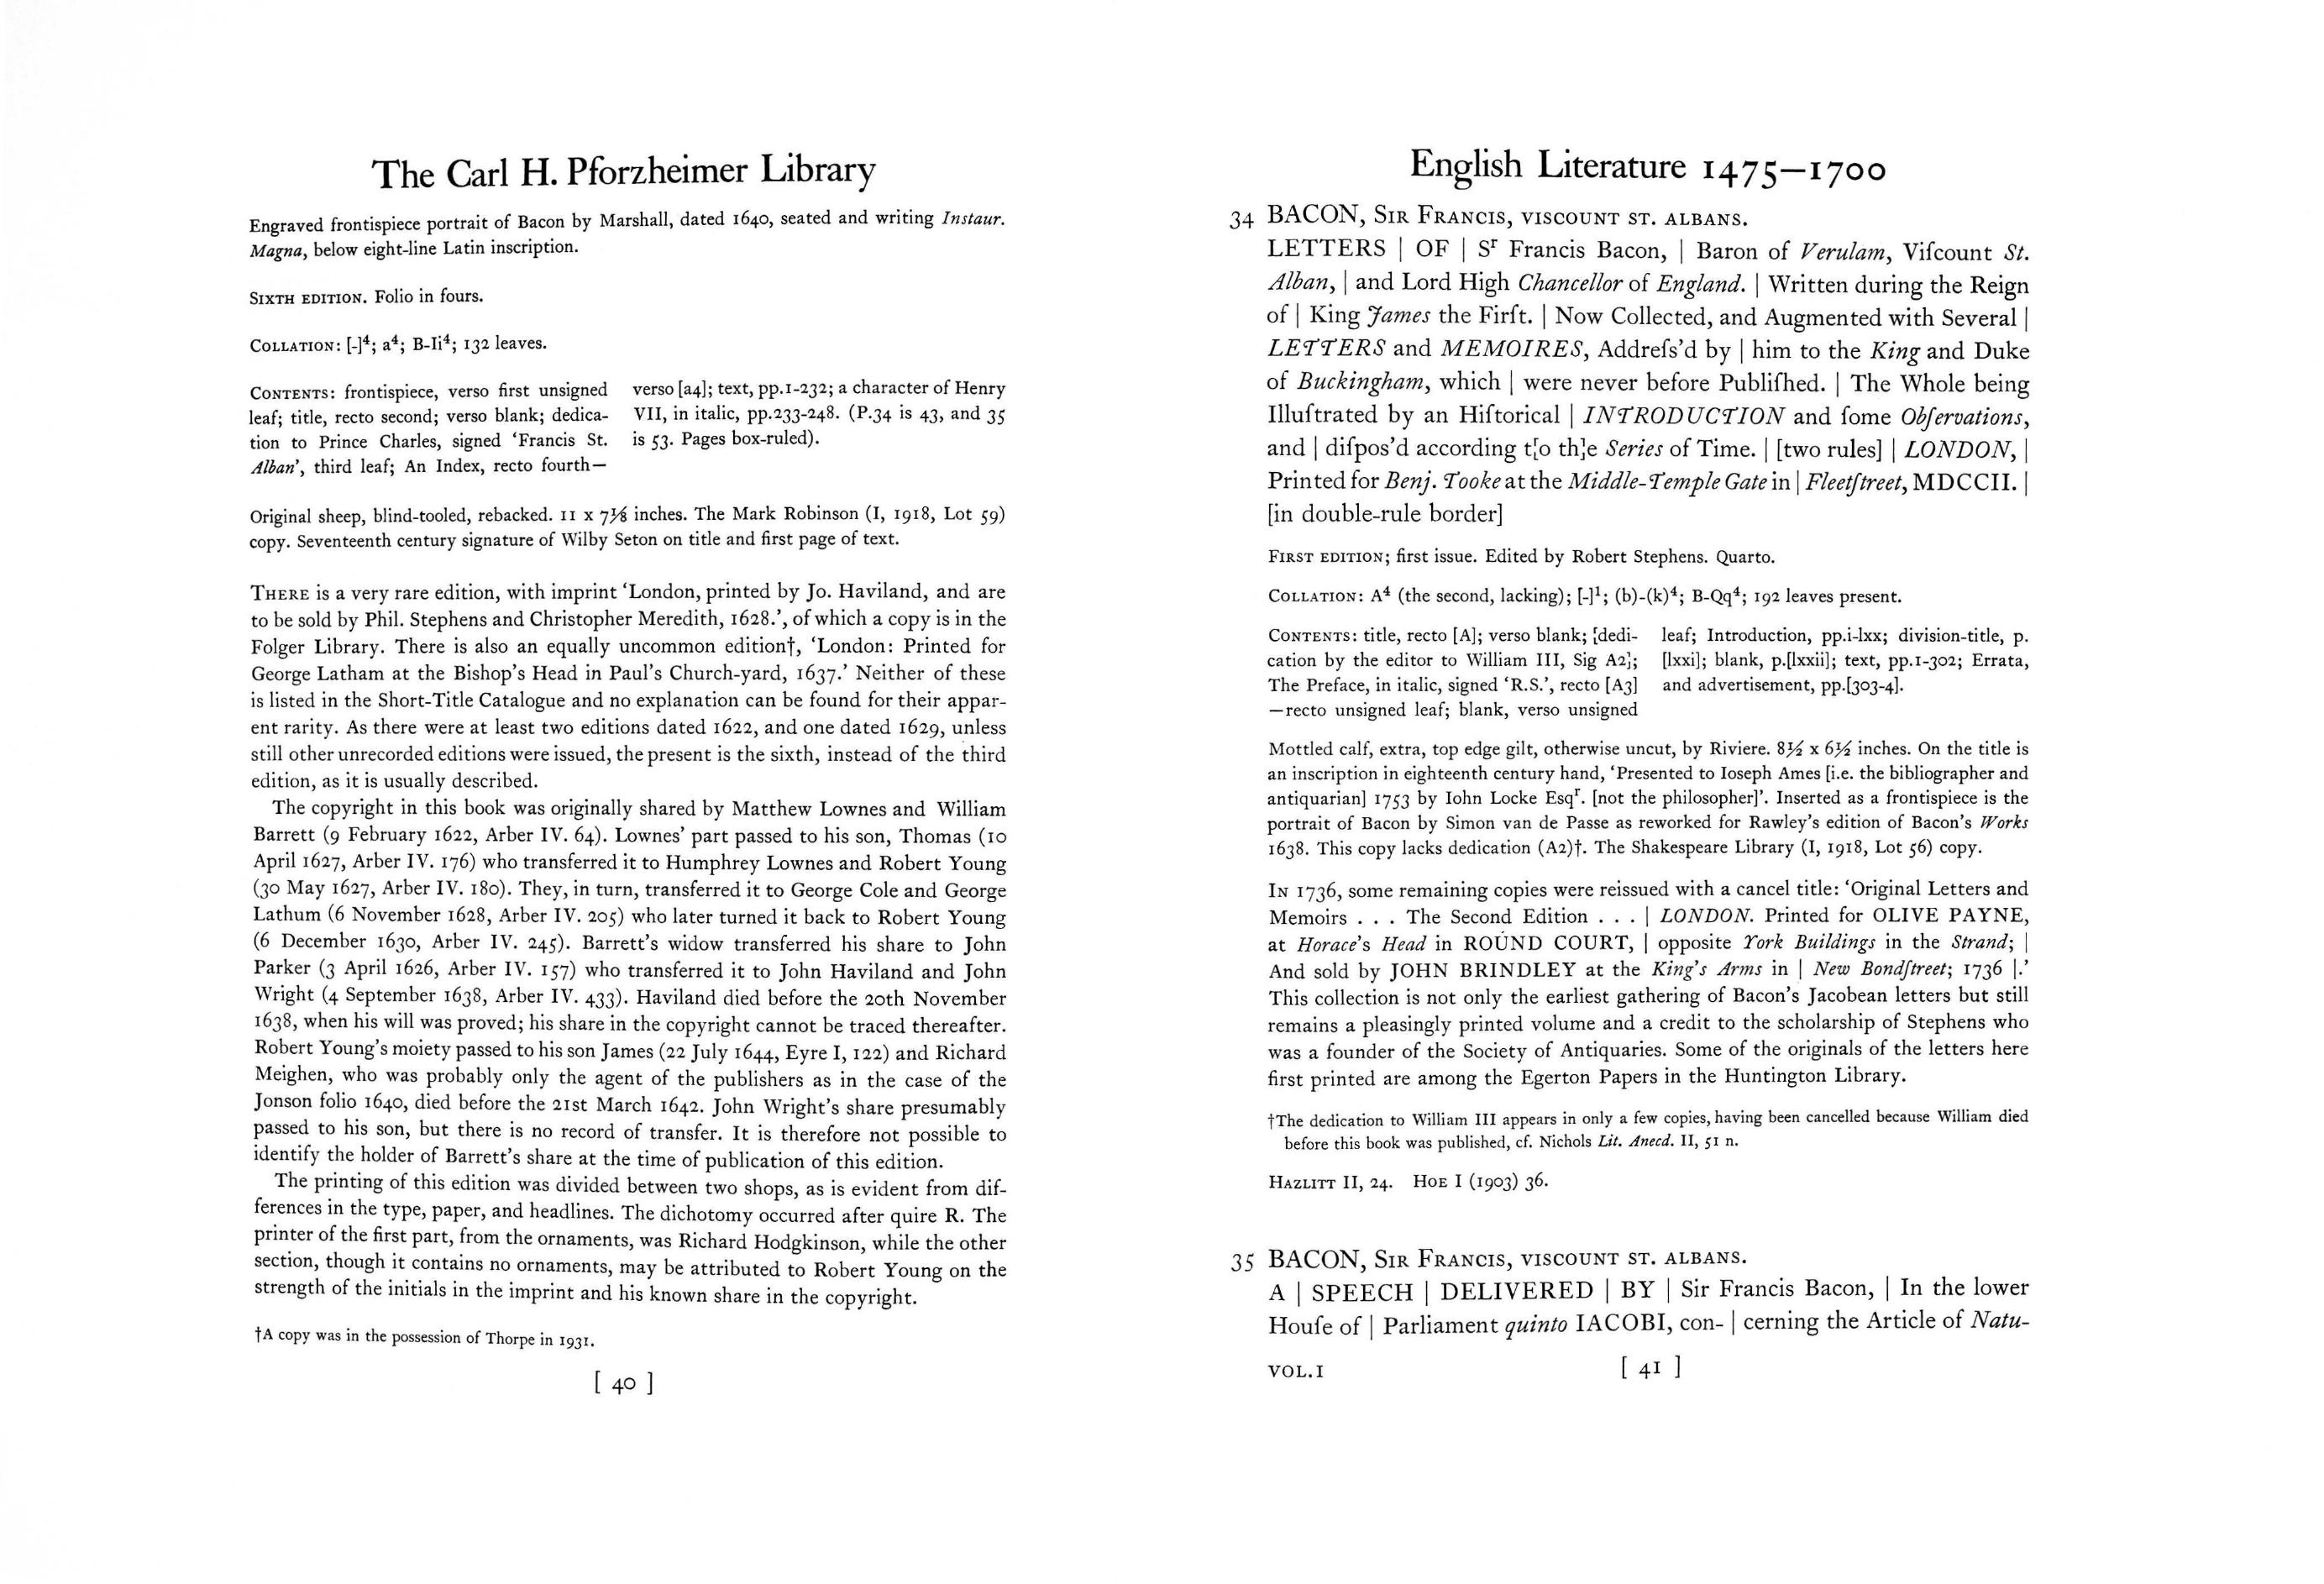 The Carl H. Pforzheimer Library
Engraved frontispiece portrait of Bacon by Marshall, dated 1640, seated and writing Instaur.
Magna, below eight-line Latin inscription.
SIXTH EDITION. Folio in fours.
COLLATION: [-]⁴; a⁴; B-Ii⁴; 132 leaves.
CONTENTS: frontispiece, verso first unsigned
leaf; title, recto second; verso blank; dedica-
tion to Prince Charles, signed ‘Francis St.
Alban’, third leaf; An Index, recto fourth—
verso [a4]; text, pp.1-232; a character of Henry
VII, in italic, pp.233-248. (P.34 is 43, and 35
is 53. Pages box-ruled).
Original sheep, blind-tooled, rebacked. 11 x 7⅛ inches. The Mark Robinson (I, 1918, Lot 59)
copy. Seventeenth century signature of Wilby Seton on title and first page of text.
THERE is a very rare edition, with imprint ‘London, printed by Jo. Haviland, and are
to be sold by Phil. Stephens and Christopher Meredith, 1628.’, of which a copy is in the
Folger Library. There is also an equally uncommon edition†, ‘London: Printed for
George Latham at the Bishop's Head in Paul's Church-yard, 1637.’ Neither of these
is listed in the Short-Title Catalogue and no explanation can be found for their appar-
ent rarity. As there were at least two editions dated 1622, and one dated 1629, unless
still other unrecorded editions were issued, the present is the sixth, instead of the third
edition, as it is usually described.
The copyright in this book was originally shared by Matthew Lownes and William
Barrett (9 February 1622, Arber IV. 64). Lownes' part passed to his son, Thomas (10
April 1627, Arber IV. 176) who transferred it to Humphrey Lownes and Robert Young
(30 May 1627, Arber IV. 180). They, in turn, transferred it to George Cole and George
Lathum (6 November 1628, Arber IV. 205) who later turned it back to Robert Young
(6 December 1630, Arber IV. 245). Barrett's widow transferred his share to John
Parker (3 April 1626, Arber IV. 157) who transferred it to John Haviland and John
Wright (4 September 1638, Arber IV. 433). Haviland died before the 20th November
1638, when his will was proved; his share in the copyright cannot be traced thereafter.
Robert Young's moiety passed to his son James (22 July 1644, Eyre I, 122) and Richard
Meighen, who was probably only the agent of the publishers as in the case of the
Jonson folio 1640, died before the 21st March 1642. John Wright's share presumably
passed to his son, but there is no record of transfer. It is therefore not possible to
identify the holder of Barrett's share at the time of publication of this edition.
The printing of this edition was divided between two shops, as is evident from dif-
ferences in the type, paper, and headlines. The dichotomy occurred after quire R. The
printer of the first part, from the ornaments, was Richard Hodgkinson, while the other
section, though it contains no ornaments, may be attributed to Robert Young on the
strength of the initials in the imprint and his known share in the copyright.
†A copy was in the possession of Thorpe in 1931.
[ 40 ]
English Literature 1475—1700
34 BACON, SIR FRANCIS, VISCOUNT ST. ALBANS.
LETTERS | OF | Sʳ Francis Bacon, | Baron of Verulam, Viſcount St.
Alban, | and Lord High Chancellor of England. | Written during the Reign
of | King James the Firſt. | Now Collected, and Augmented with Several |
LETTERS and MEMOIRES, Addreſs'd by | him to the King and Duke
of Buckingham, which | were never before Publiſhed. | The Whole being
Illuſtrated by an Hiſtorical | INTRODUCTION and ſome Obſervations,
and | diſpos'd according t[o th]e Series of Time. | [two rules] | LONDON, |
Printed for Benj. Tooke at the Middle-Temple Gate in | Fleetſtreet, MDCCII. |
[in double-rule border]
FIRST EDITION; first issue. Edited by Robert Stephens. Quarto.
COLLATION: A⁴ (the second, lacking); [-]¹; (b)-(k)⁴; B-Qq⁴; 192 leaves present.
CONTENTS: title, recto [A]; verso blank; [dedi-
cation by the editor to William III, Sig A2];
The Preface, in italic, signed ‘R.S.’, recto [A3]
—recto unsigned leaf; blank, verso unsigned
leaf; Introduction, pp.i-lxx; division-title, p.
[lxxi]; blank, p.[lxxii]; text, pp.1-302; Errata,
and advertisement, pp.[303-4].
Mottled calf, extra, top edge gilt, otherwise uncut, by Riviere. 8½ x 6½ inches. On the title is
an inscription in eighteenth century hand, ‘Presented to Ioseph Ames [i.e. the bibliographer and
antiquarian] 1753 by Iohn Locke Esqʳ. [not the philosopher]’. Inserted as a frontispiece is the
portrait of Bacon by Simon van de Passe as reworked for Rawley's edition of Bacon's Works
1638. This copy lacks dedication (A2)†. The Shakespeare Library (I, 1918, Lot 56) copy.
IN 1736, some remaining copies were reissued with a cancel title: ‘Original Letters and
Memoirs . . . The Second Edition . . . | LONDON. Printed for OLIVE PAYNE,
at Horace's Head in ROUND COURT, | opposite York Buildings in the Strand; |
And sold by JOHN BRINDLEY at the King's Arms in | New Bondſtreet; 1736 |.’
This collection is not only the earliest gathering of Bacon's Jacobean letters but still
remains a pleasingly printed volume and a credit to the scholarship of Stephens who
was a founder of the Society of Antiquaries. Some of the originals of the letters here
first printed are among the Egerton Papers in the Huntington Library.
†The dedication to William III appears in only a few copies, having been cancelled because William died
before this book was published, cf. Nichols Lit. Anecd. II, 51 n.
HAZLITT II, 24. HOE I (1903) 36.
35 BACON, SIR FRANCIS, VISCOUNT ST. ALBANS.
A | SPEECH | DELIVERED | BY | Sir Francis Bacon, | In the lower
Houſe of | Parliament quinto IACOBI, con- | cerning the Article of Natu-
VOL.I
[ 41 ]